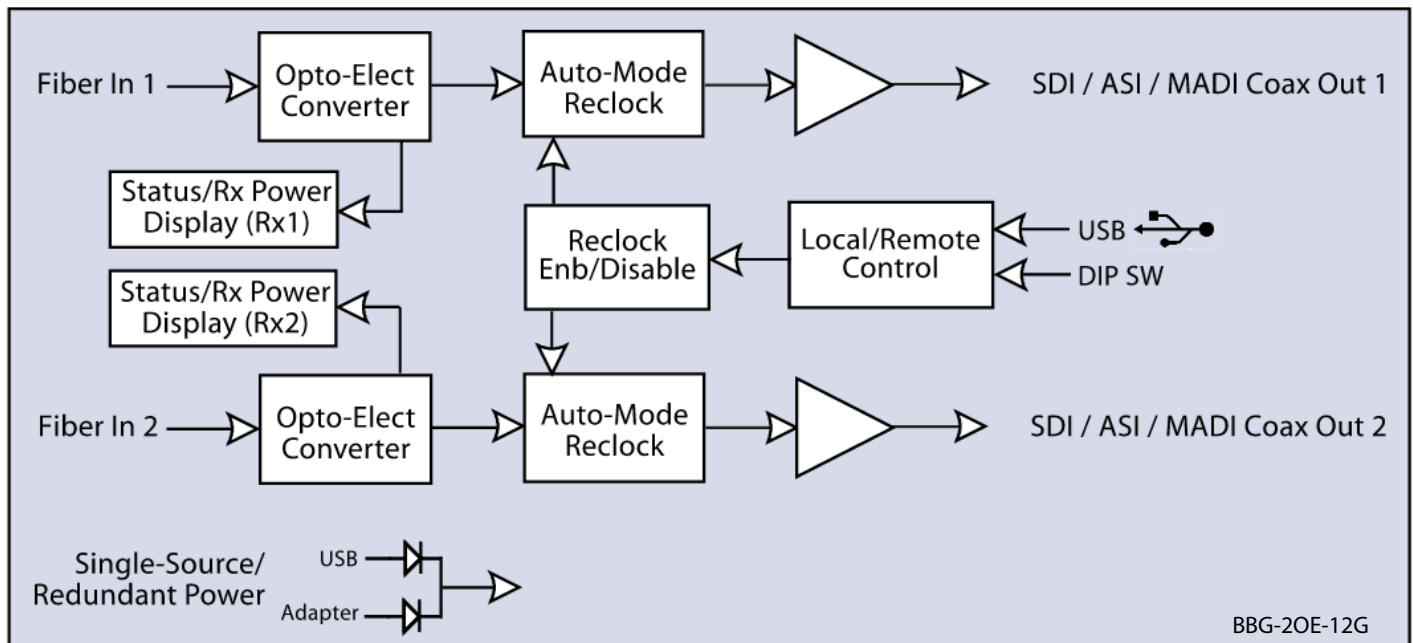 Fiber In 1
Opto-Elect
Converter
Auto-Mode
Reclock
SDI / ASI / MADI Coax Out 1
Status/Rx Power
Display (Rx1)
Reclock
Enb/Disable
Local/Remote
Control
USB
DIP SW
Status/Rx Power
Display (Rx2)
Fiber In 2
Opto-Elect
Converter
Auto-Mode
Reclock
SDI / ASI / MADI Coax Out 2
Single-Source/
Redundant Power
USB
Adapter
BBG-2OE-12G